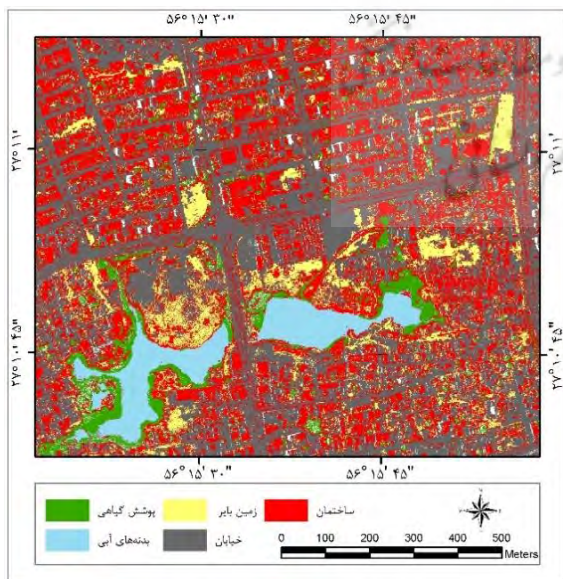 ۵۶°۱۵' ۳۰" ۵۶°۱۵' ۴۵"
۲۷°۱۱' ۲۷°۱۱'
۲۷°۱۰' ۴۵" ۲۷°۱۰' ۴۵"
۵۶°۱۵' ۳۰" ۵۶°۱۵' ۴۵"
ساختمان زمین بایر پوشش گیاهی
خیابان بدنه‌های آبی
0 100 200 300 400 500
Meters